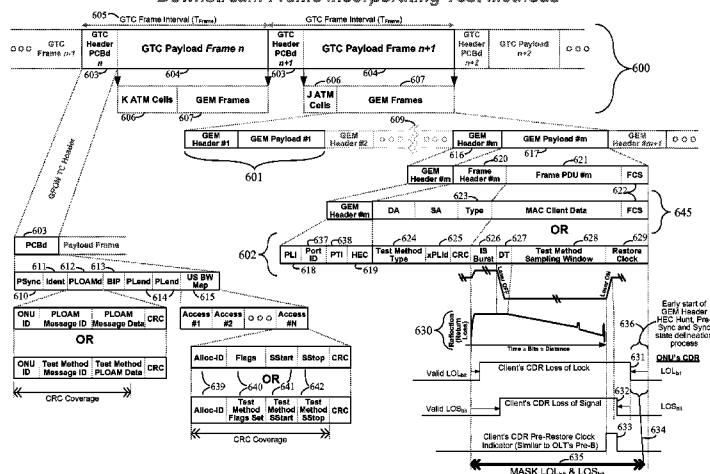 Downstream Frame Incorporating Test Methods
605
GTC Frame Interval (TFrame)
GTC Frame Interval (TFrame)
GTC Frame n-1
GTC Header PCBd n
GTC Payload Frame n
GTC Header PCBd n+1
GTC Payload Frame n+1
GTC Header PCBd n+2
GTC Payload n+2
603
604
603
604
606
607
600
K ATM Cells
GEM Frames
J ATM Cells
GEM Frames
606
607
609
GEM Header #1
GEM Payload #1
GEM Header #2
GEM Header #m
GEM Payload #m
GEM Header #m+1
616
617
601
620
621
GPON TC Header
GEM Header #m
Frame Header #m
Frame PDU #m
FCS
622
623
GEM Header #m
DA
SA
Type
MAC Client Data
FCS
645
OR
603
602
637
638
624
625
626
627
628
629
PCBd
Payload Frame
PLI
Port ID
PTI
HEC
Test Method Type
xPLId
CRC
IS Burst
DT
Test Method Sampling Window
Restore Clock
618
619
611
612
613
PSync
Ident
PLOAMd
BIP
PLend
PLend
US BW Map
610
614
615
Laser OFF
Laser ON
ONU ID
PLOAM Message ID
PLOAM Message Data
CRC
Access #1
Access #2
Access #N
630
Reflection (Return Loss)
Time = Bits = Distance
636
Early start of GEM Header HEC Hunt, Pre-Sync and Sync state delineation process
OR
Alloc-ID
Flags
SStart
SStop
CRC
ONU's CDR
631
ONU ID
Test Method Message ID
Test Method PLOAM Data
CRC
OR
639
640
641
642
Valid LOLbit
Client's CDR Loss of Lock
LOLbit
632
CRC Coverage
Alloc-ID
Test Method Flags Set
Test Method SStart
Test Method SStop
CRC
Valid LOSbit
Client's CDR Loss of Signal
LOSbit
633
634
CRC Coverage
Client's CDR Pre-Restore Clock Indicator (Similar to OLT's Pre-B)
635
MASK LOLbit & LOSbit